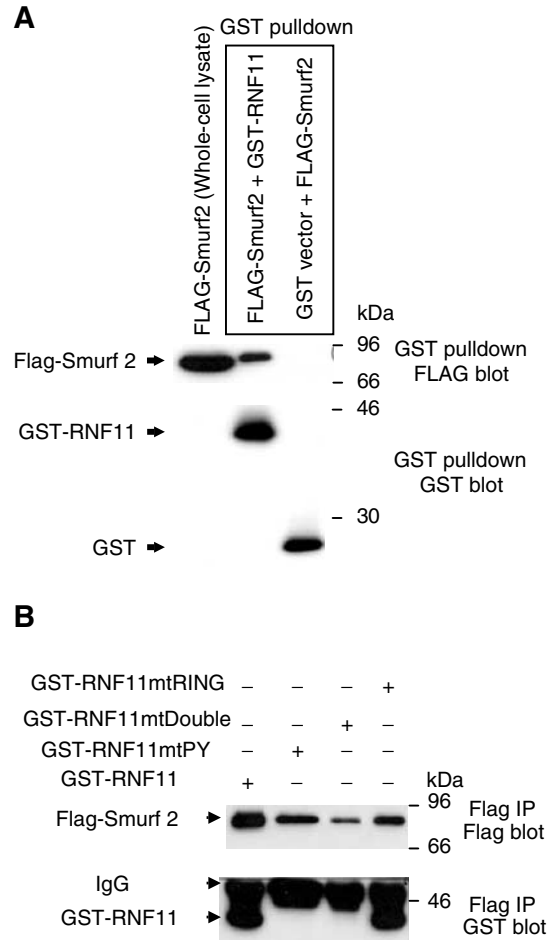 A
GST pulldown
FLAG-Smurf2 (Whole-cell lysate)
FLAG-Smurf2 + GST-RNF11
GST vector + FLAG-Smurf2
kDa
Flag-Smurf 2
– 96
– 66
GST pulldown
FLAG blot
– 46
GST-RNF11
GST pulldown
GST blot
– 30
GST
B
GST-RNF11mtRING – – – +
GST-RNF11mtDouble – – + –
GST-RNF11mtPY – + – –
GST-RNF11 + – – –
kDa
Flag-Smurf 2
– 96
– 66
Flag IP
Flag blot
IgG
– 46
GST-RNF11
Flag IP
GST blot